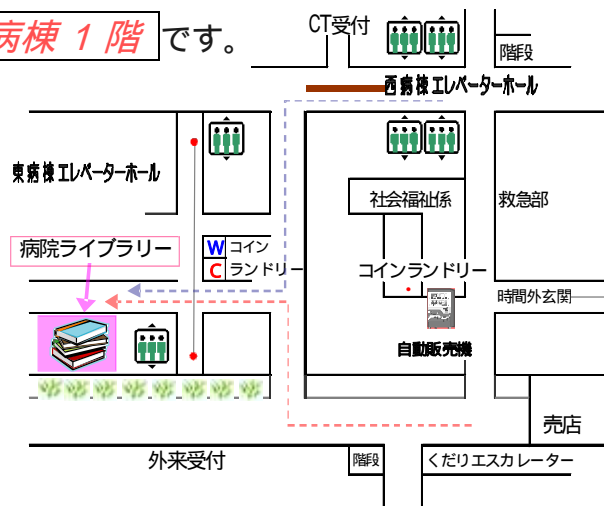 病棟 1 階 です。
CT受付
階段
西病棟エレベーターホール
東病棟エレベーターホール
社会福祉係
救急部
病院ライブラリー
W コイン
C ランドリー
コインランドリー
時間外玄関
自動販売機
売店
外来受付
階段
くだりエスカレーター